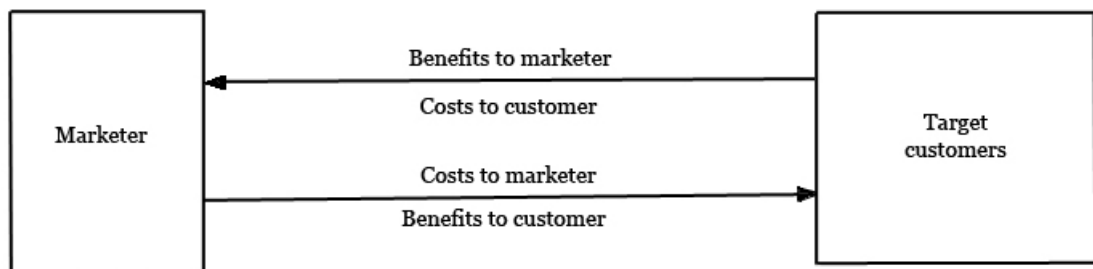 Benefits to marketer
Costs to customer
Marketer
Target
customers
Costs to marketer
Benefits to customer